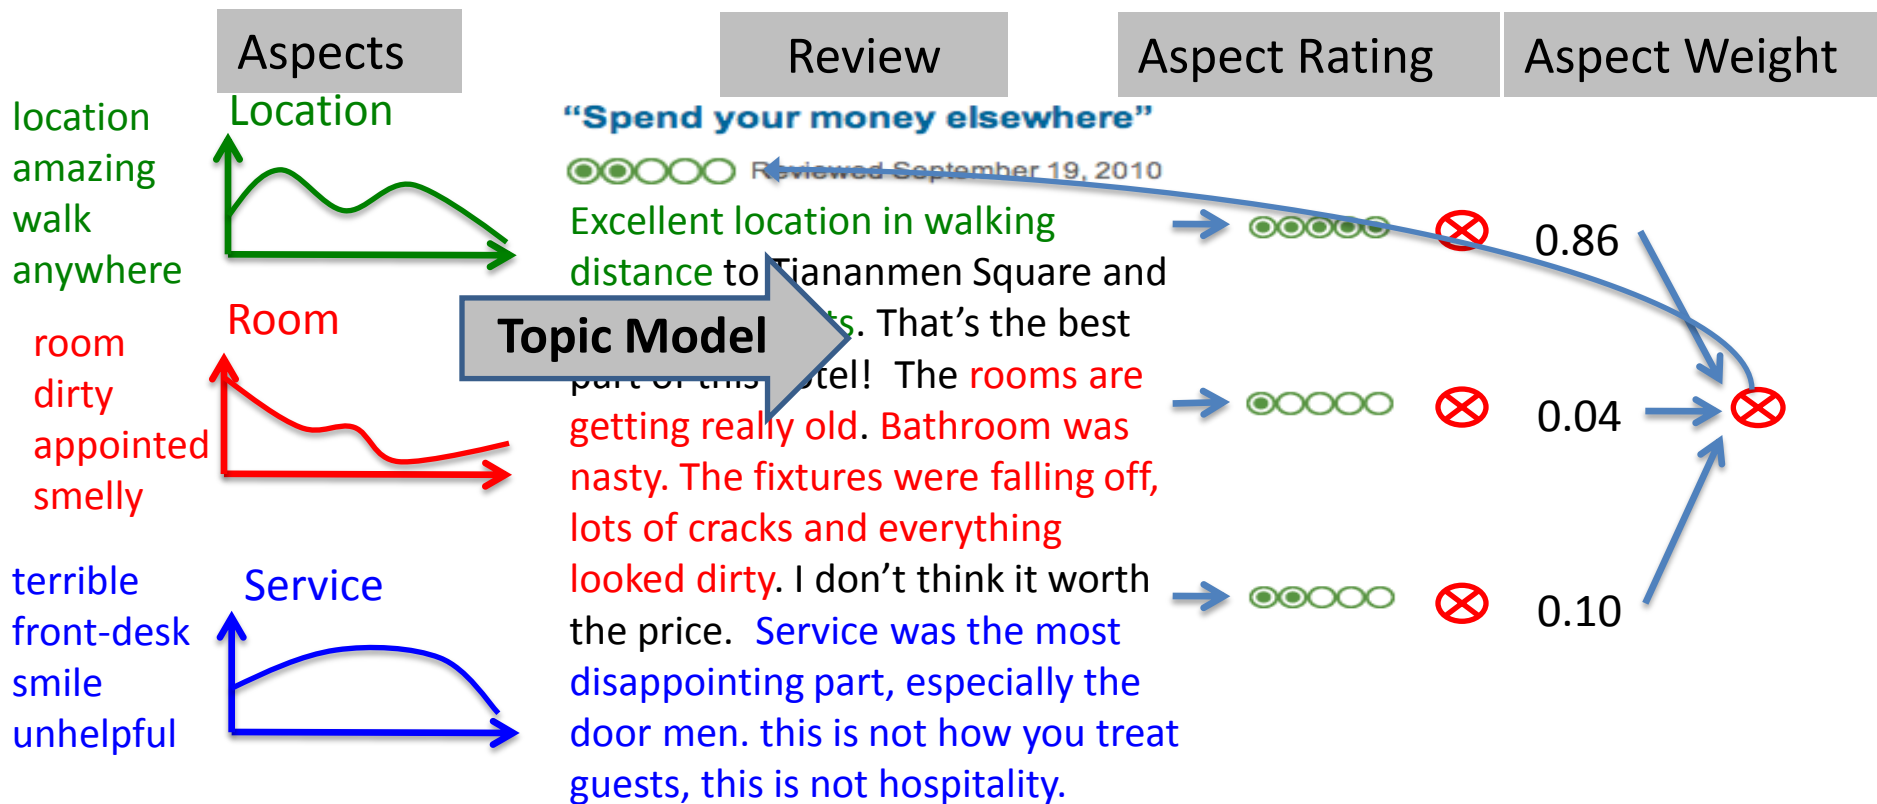 Aspects
Review
Aspect Rating
Aspect Weight
location
amazing
walk
anywhere
Location
room
dirty
appointed
smelly
Room
terrible
front-desk
smile
unhelpful
Service
Topic Model
“Spend your money elsewhere”
Reviewed September 19, 2010
Excellent location in walking
distance to Tiananmen Square and
. That’s the best
part of this hotel! The rooms are
getting really old. Bathroom was
nasty. The fixtures were falling off,
lots of cracks and everything
looked dirty. I don’t think it worth
the price. Service was the most
disappointing part, especially the
door men. this is not how you treat
guests, this is not hospitality.
0.86
0.04
0.10